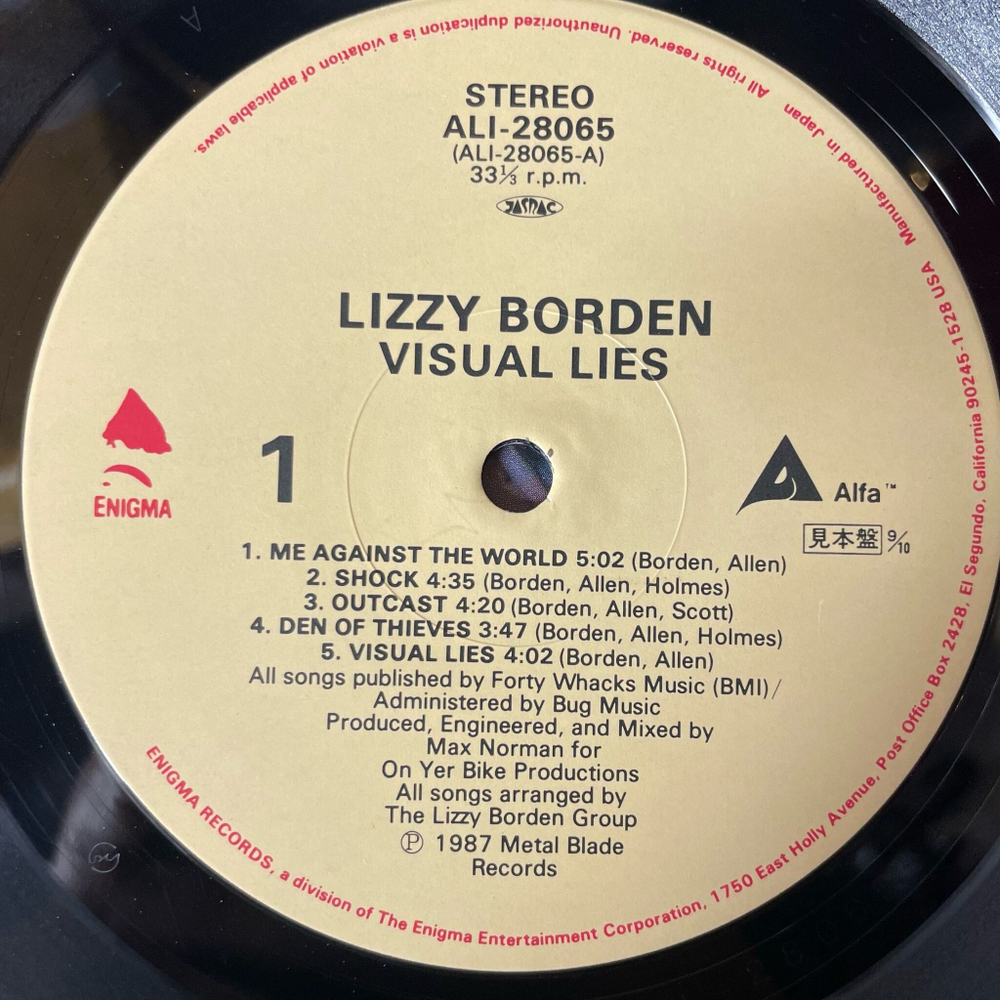 STEREO
ALI-28065
(ALI-28065-A)
33⅓ r.p.m.
JASRAC
LIZZY BORDEN
VISUAL LIES
ENIGMA
1
Alfa™
見本盤 9/10
1. ME AGAINST THE WORLD 5:02 (Borden, Allen)
2. SHOCK 4:35 (Borden, Allen, Holmes)
3. OUTCAST 4:20 (Borden, Allen, Scott)
4. DEN OF THIEVES 3:47 (Borden, Allen, Holmes)
5. VISUAL LIES 4:02 (Borden, Allen)
All songs published by Forty Whacks Music (BMI)/
Administered by Bug Music
Produced, Engineered, and Mixed by
Max Norman for
On Yer Bike Productions
All songs arranged by
The Lizzy Borden Group
Ⓟ 1987 Metal Blade
Records
ENIGMA RECORDS, a division of The Enigma Entertainment Corporation, 1750 East Holly Avenue, Post Office Box 2428, El Segundo, California 90245-1528 USA Manufactured in Japan All rights reserved. Unauthorized duplication is a violation of applicable laws.
A